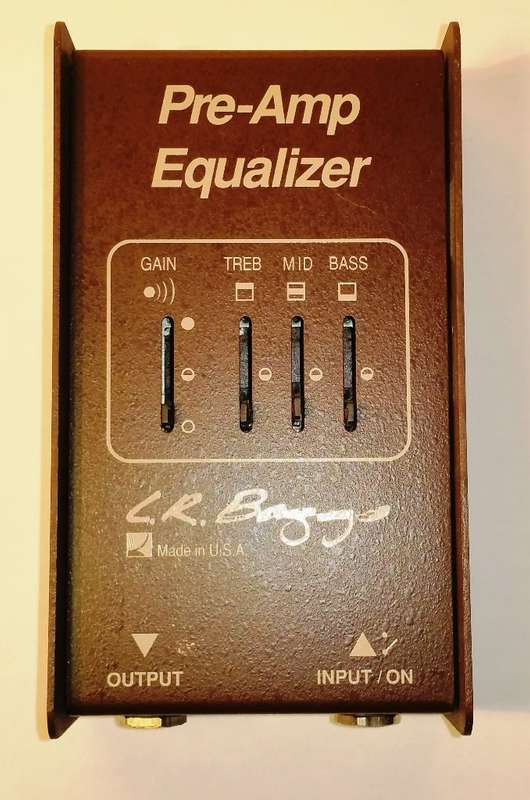 Pre-Amp
Equalizer
GAIN TREB MID BASS
L.R. Baggs
Made in U.S.A
OUTPUT INPUT / ON